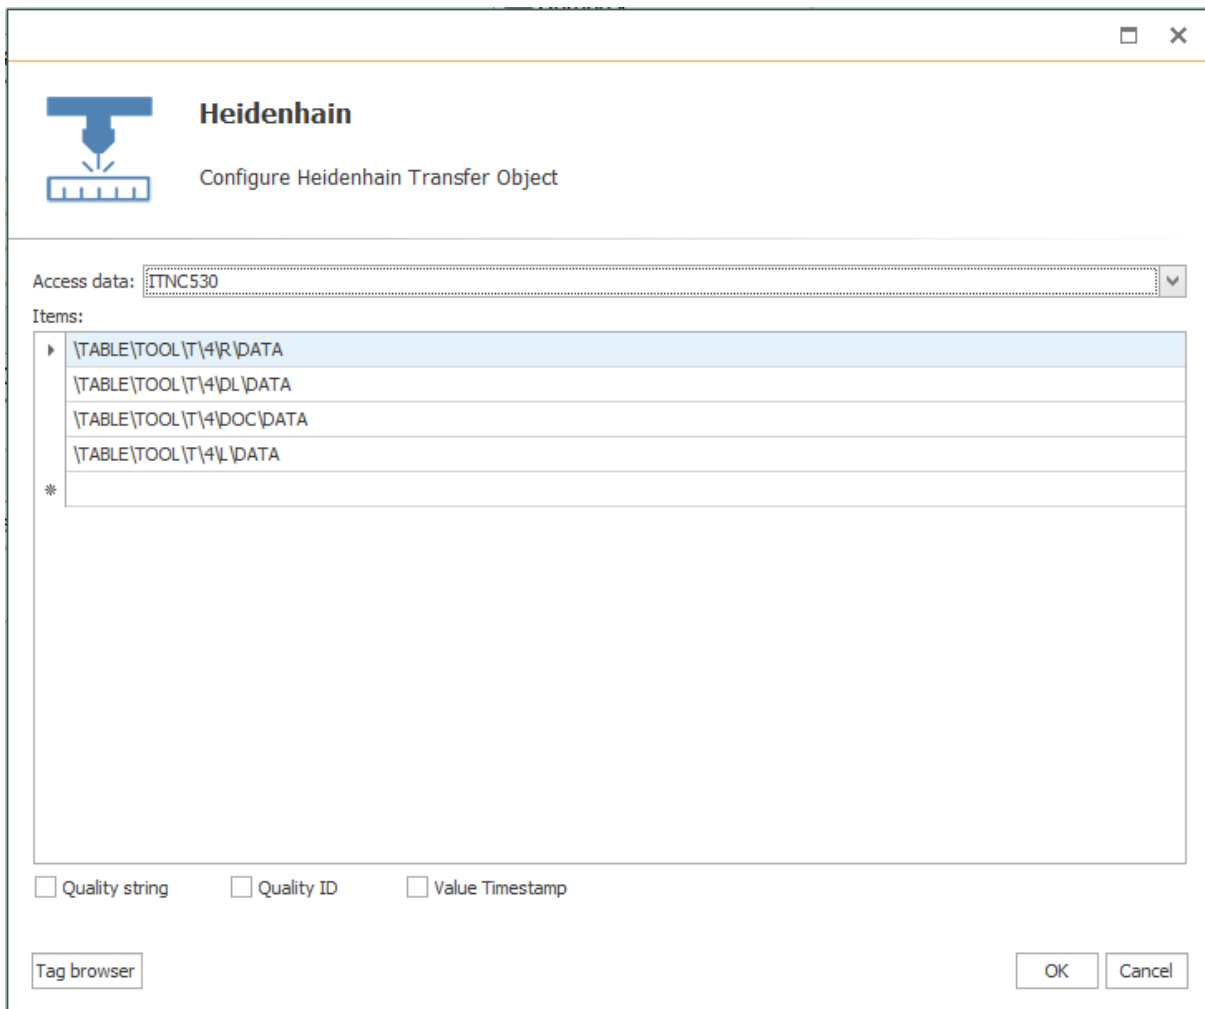 Heidenhain
Configure Heidenhain Transfer Object
Access data: ITNC530
Items:
\TABLE\TOOL\T\4\R\DATA
\TABLE\TOOL\T\4\DL\DATA
\TABLE\TOOL\T\4\DOC\DATA
\TABLE\TOOL\T\4\L\DATA
Quality string Quality ID Value Timestamp
Tag browser OK Cancel